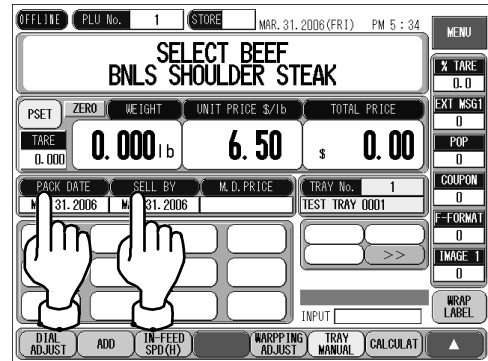 OFFLINE PLU No. 1 STORE MAR. 31. 2006 (FRI) PM 5 : 34
MENU
SELECT BEEF
BNLS SHOULDER STEAK
% TARE
0.0
PSET ZERO WEIGHT UNIT PRICE $/lb TOTAL PRICE
EXT MSG1
0
TARE
0.000
0.000 lb 6.50 $ 0.00
POP
0
PACK DATE SELL BY M.D.PRICE TRAY No. 1
COUPON
0
31.2006 31.2006 TEST TRAY 0001
F-FORMAT
0
>>
IMAGE 1
0
INPUT
WRAP
LABEL
DIAL
ADJUST
ADD
IN-FEED
SPD(H)
WARPPING
ADJUST
TRAY
MANUAL
CALCULAT
▲